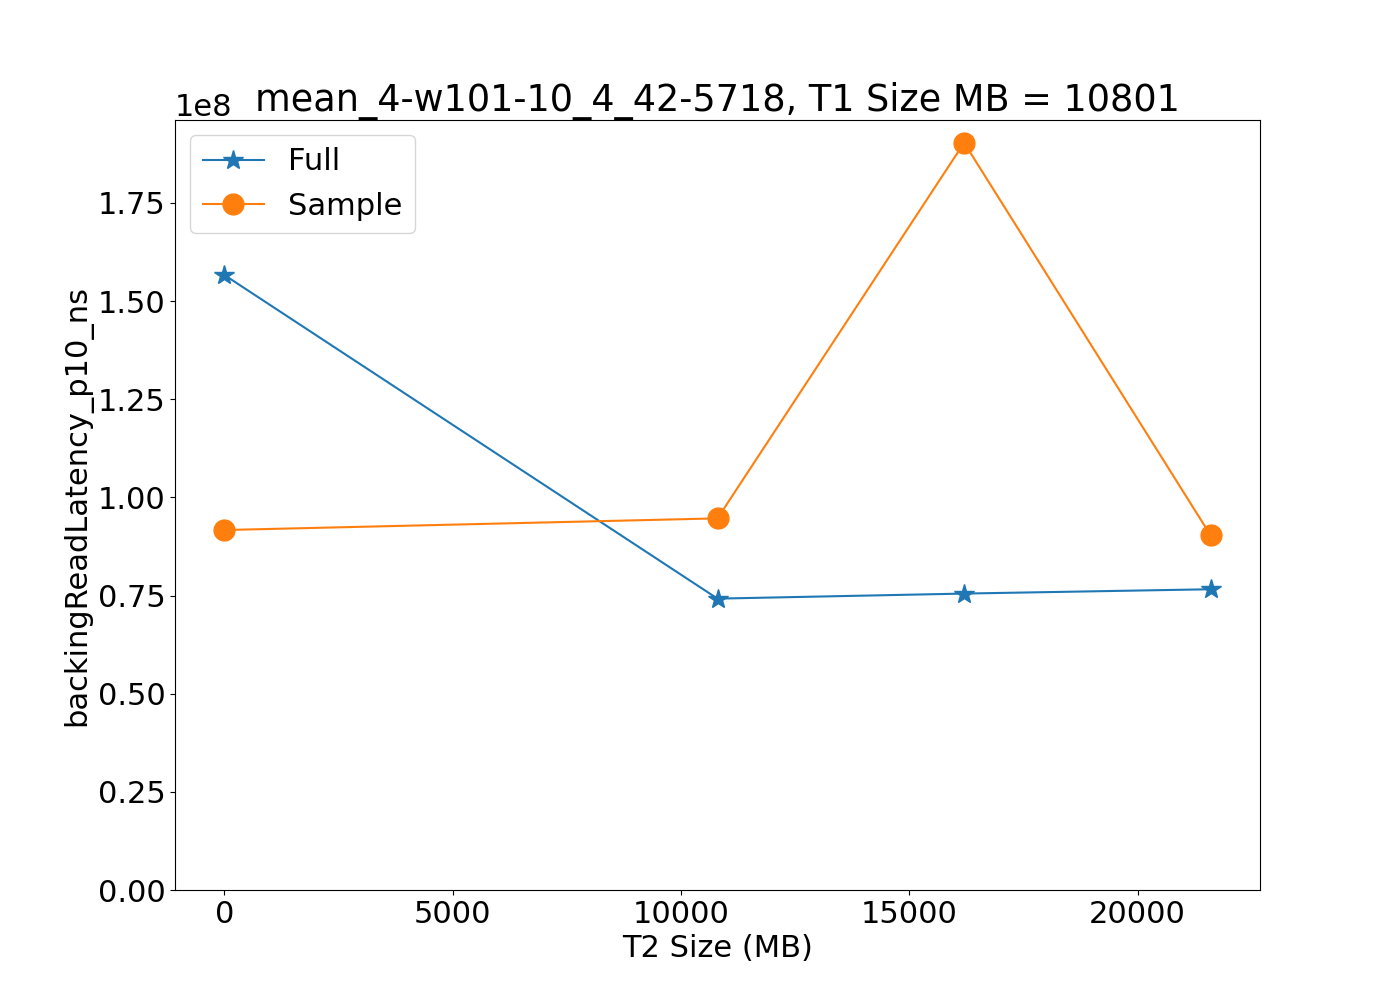 1e8
mean_4-w101-10_4_42-5718, T1 Size MB = 10801
Full
Sample
backingReadLatency_p10_ns
1.75
1.50
1.25
1.00
0.75
0.50
0.25
0.00
0
5000
10000
15000
20000
T2 Size (MB)